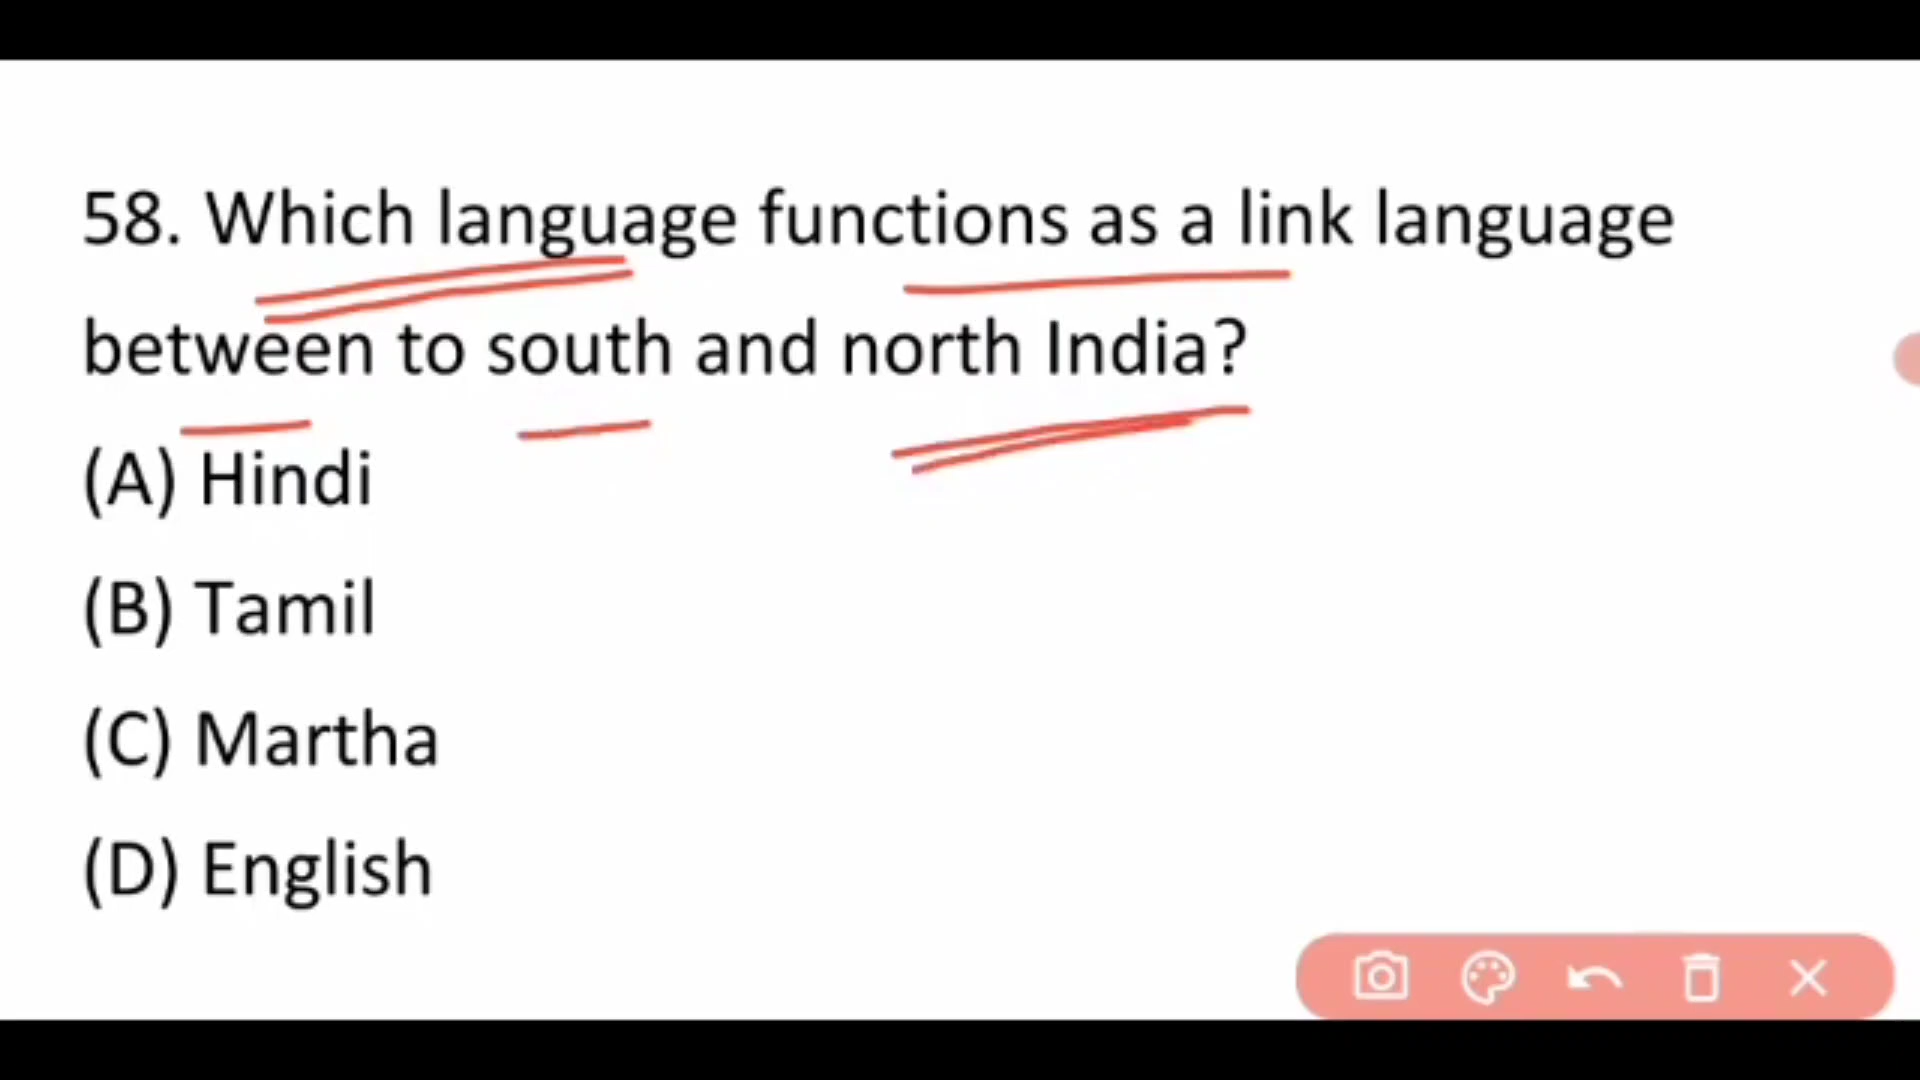 58. Which language functions as a link language
between to south and north India?
(A) Hindi
(B) Tamil
(C) Martha
(D) English